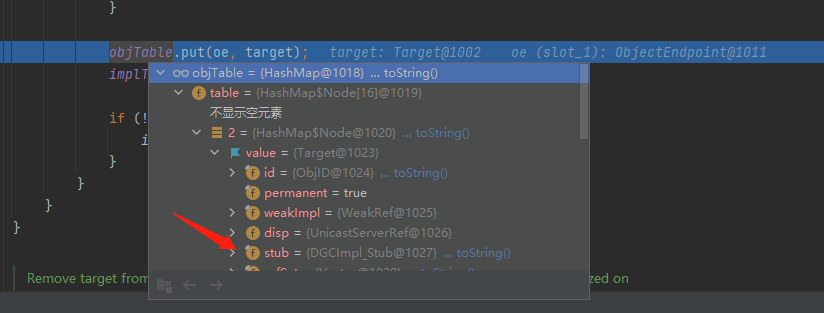 }
objTable.put(oe, target);  target: Target@1002  oe (slot_1): ObjectEndpoint@1011
implT
objTable = {HashMap@1018} ... toString()
table = {HashMap$Node[16]@1019}
不显示空元素
if (!
2 = {HashMap$Node@1020} ... toString()
i
value = {Target@1023}
}
id = {ObjID@1024} ... toString()
}
permanent = true
}
weakImpl = {WeakRef@1025}
}
disp = {UnicastServerRef@1026}
stub = {DGCImpl_Stub@1027} ... toString()
Remove target from
zed on